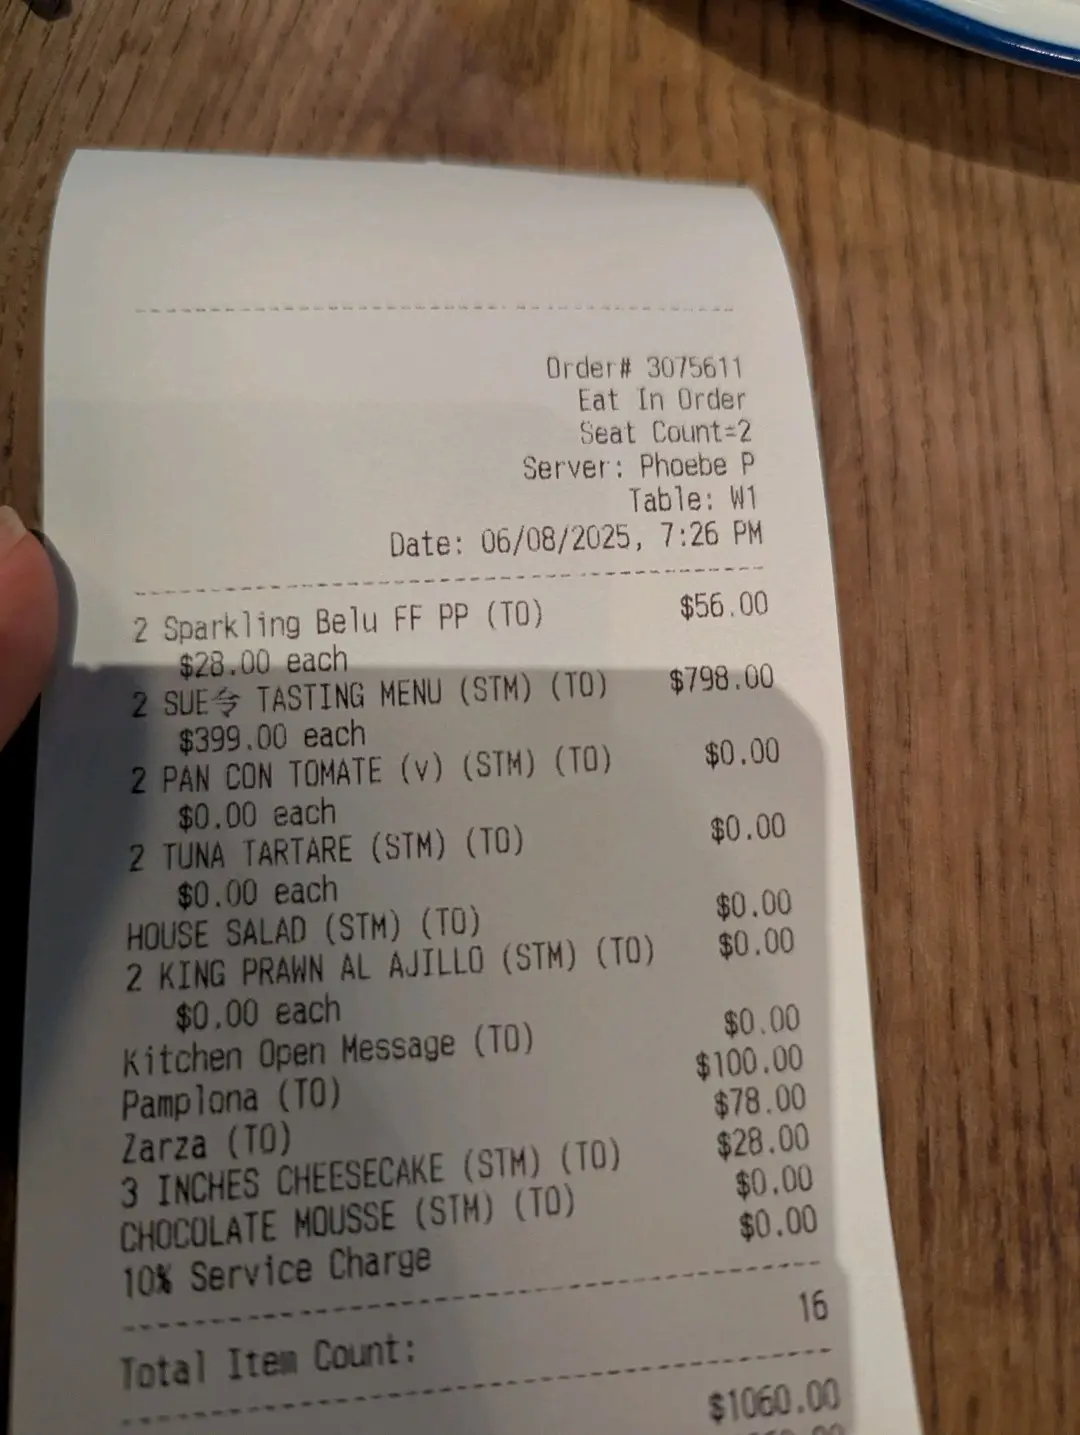 Order# 3075611
Eat In Order
Seat Count=2
Server: Phoebe P
Table: W1
Date: 06/08/2025, 7:26 PM
2 Sparkling Belu FF PP (TO) $56.00
$28.00 each
2 SUE令 TASTING MENU (STM) (TO) $798.00
$399.00 each
2 PAN CON TOMATE (v) (STM) (TO) $0.00
$0.00 each
2 TUNA TARTARE (STM) (TO) $0.00
$0.00 each
HOUSE SALAD (STM) (TO) $0.00
2 KING PRAWN AL AJILLO (STM) (TO) $0.00
$0.00 each
Kitchen Open Message (TO) $0.00
Pamplona (TO) $100.00
Zarza (TO) $78.00
3 INCHES CHEESECAKE (STM) (TO) $28.00
CHOCOLATE MOUSSE (STM) (TO) $0.00
10% Service Charge $0.00
Total Item Count: 16
$1060.00